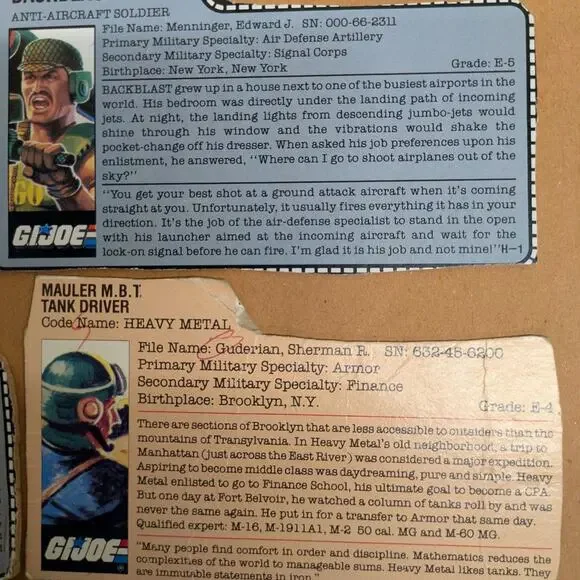 ANTI-AIRCRAFT SOLDIER
File Name: Menninger, Edward J. SN: 000-66-2311
Primary Military Specialty: Air Defense Artillery
Secondary Military Specialty: Signal Corps
Birthplace: New York, New York Grade: E-5
BACKBLAST grew up in a house next to one of the busiest airports in the
world. His bedroom was directly under the landing path of incoming
jets. At night, the landing lights from descending jumbo-jets would
shine through his window and the vibrations would shake the
pocket-change off his dresser. When asked his job preferences upon his
enlistment, he answered, "Where can I go to shoot airplanes out of the
sky?"
"You get your best shot at a ground attack aircraft when it's coming
straight at you. Unfortunately, it usually fires everything it has in your
direction. It's the job of the air-defense specialist to stand in the open
with his launcher aimed at the incoming aircraft and wait for the
lock-on signal before he can fire. I'm glad it is his job and not mine!" H-1
GO
G.I.JOE
MAULER M.B.T.
TANK DRIVER
Code Name: HEAVY METAL
File Name: Guderian, Sherman R. SN: 632-45-6200
Primary Military Specialty: Armor
Secondary Military Specialty: Finance
Birthplace: Brooklyn, N.Y. Grade: E-4
There are sections of Brooklyn that are less accessible to outsiders than the
mountains of Transylvania. In Heavy Metal's old neighborhood, a trip to
Manhattan (just across the East River) was considered a major expedition.
Aspiring to become middle class was daydreaming, pure and simple. Heavy
Metal enlisted to go to Finance School, his ultimate goal to become a CPA.
But one day at Fort Belvoir, he watched a column of tanks roll by and was
never the same again. He put in for a transfer to Armor that same day.
Qualified expert: M-16, M-1911A1, M-2 50 cal. MG and M-60 MG.
"Many people find comfort in order and discipline. Mathematics reduces the
complexities of the world to manageable sums. Heavy Metal likes tanks. They
are immutable statements in iron."
G.I.JOE